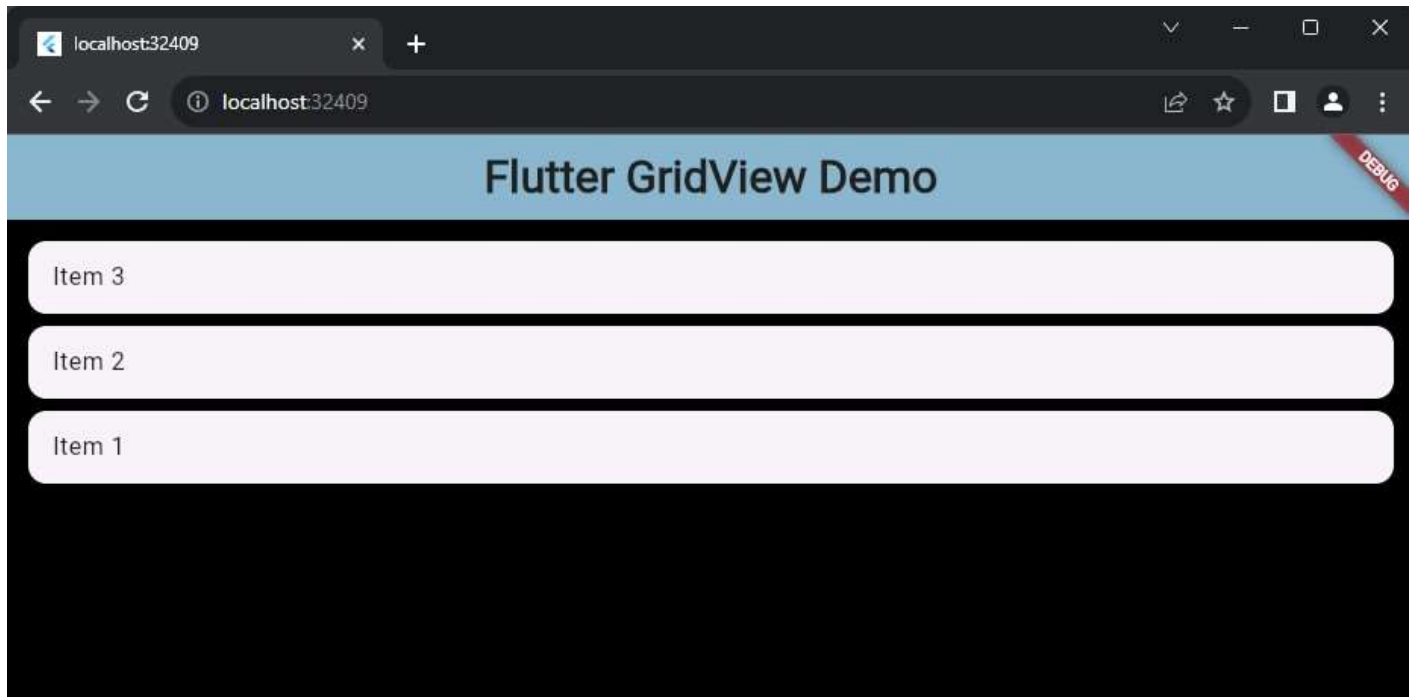 localhost:32409
localhost:32409
Flutter GridView Demo
DEBUG
Item 3
Item 2
Item 1